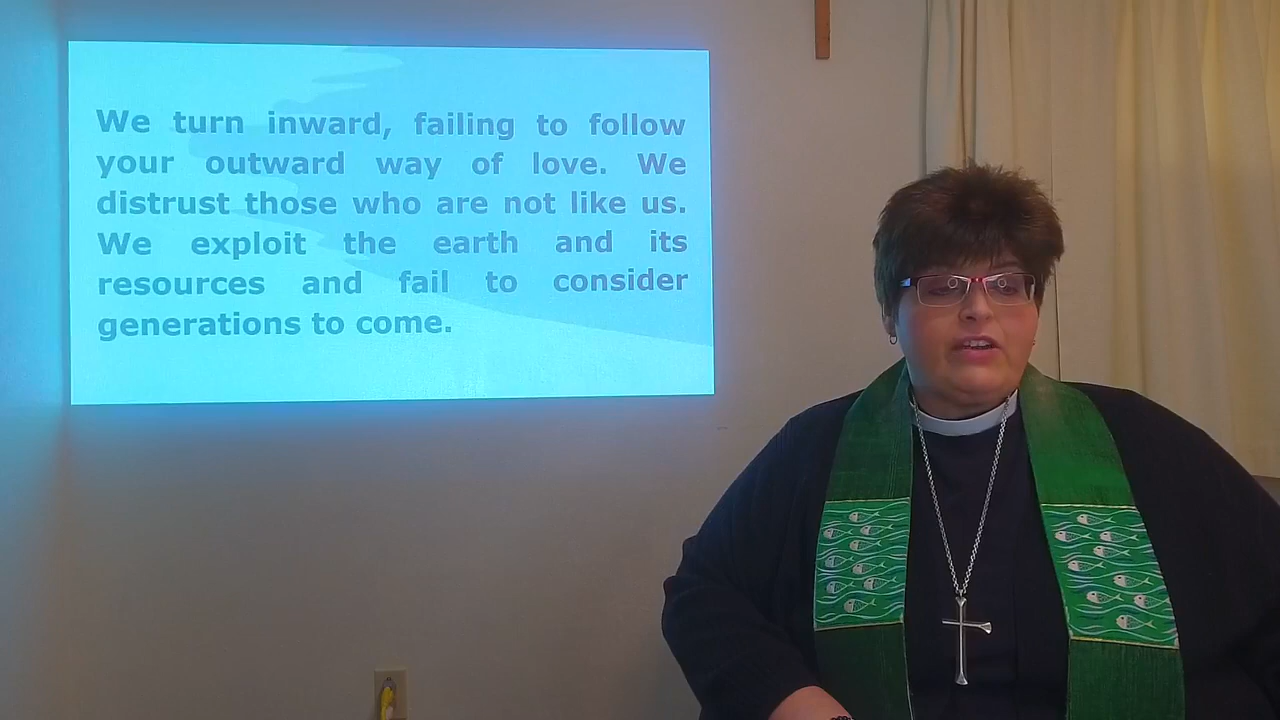 We turn inward, failing to follow
your outward way of love. We
distrust those who are not like us.
We exploit the earth and its
resources and fail to consider
generations to come.